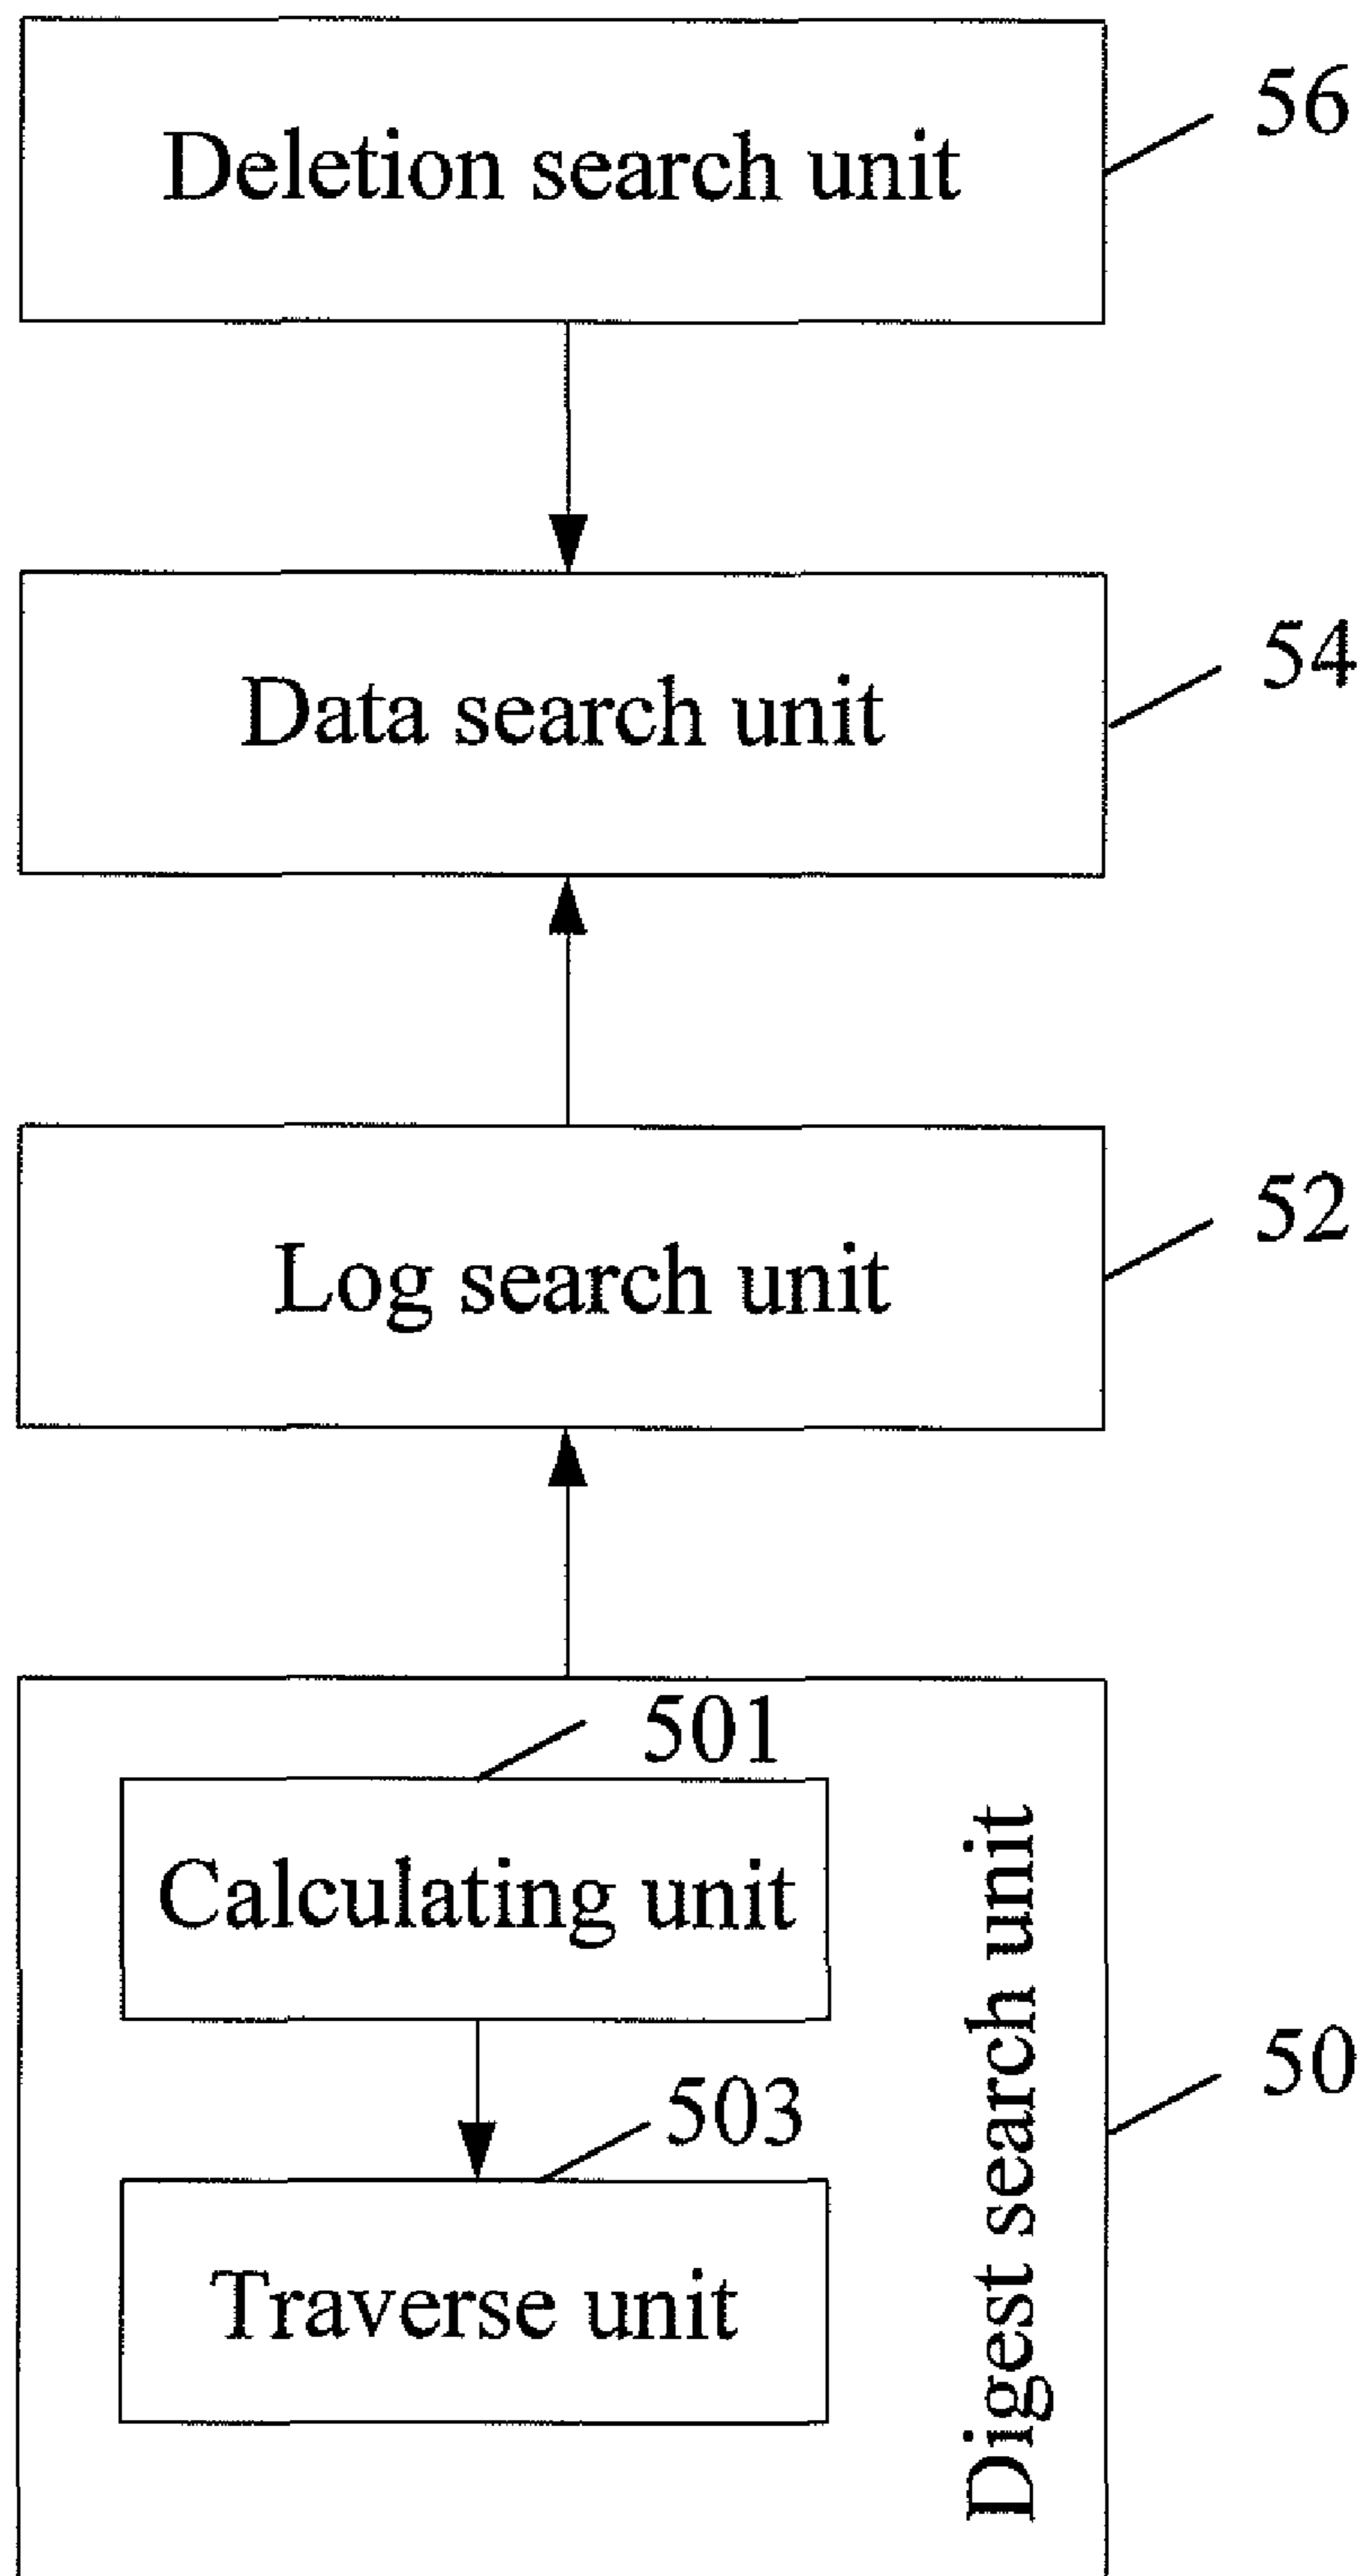 56
Deletion search unit
54
Data search unit
52
Log search unit
501
Calculating unit
503
Traverse unit
Digest search unit
50